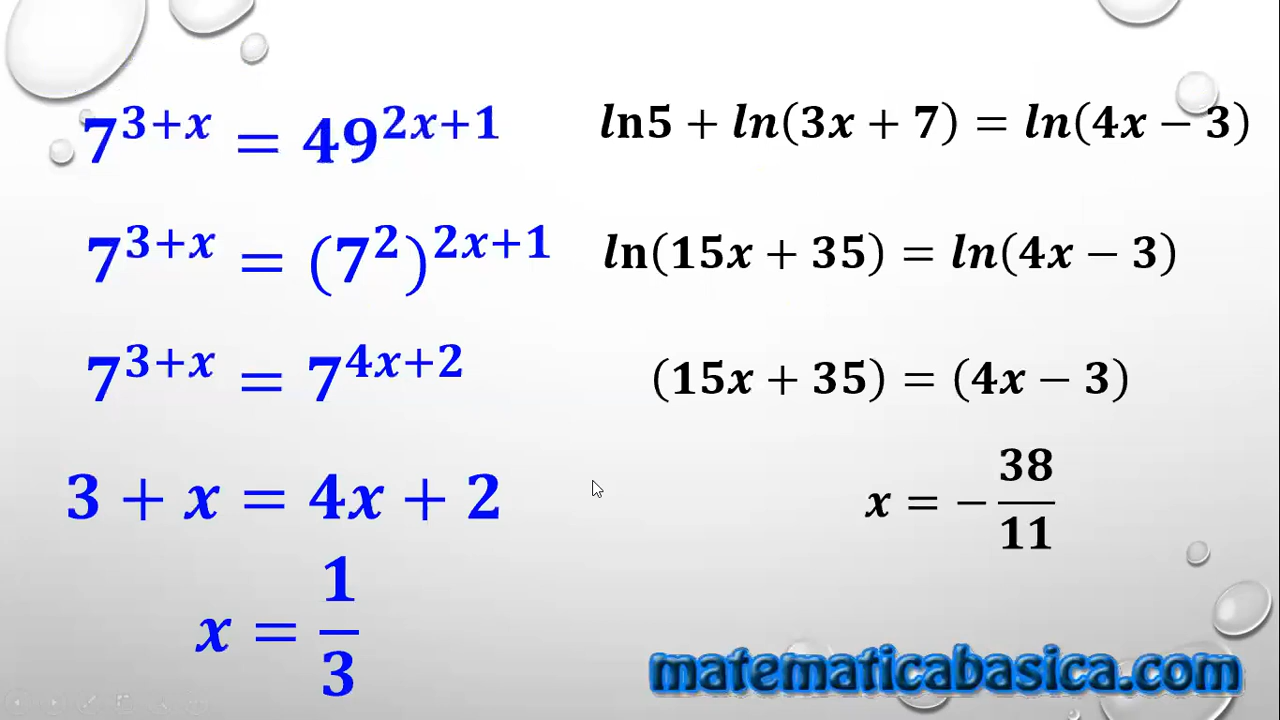 7^{3+x} = 49^{2x+1}
7^{3+x} = (7^2)^{2x+1}
7^{3+x} = 7^{4x+2}
3 + x = 4x + 2
x = \frac{1}{3}
ln5 + ln(3x + 7) = ln(4x − 3)
ln(15x + 35) = ln(4x − 3)
(15x + 35) = (4x − 3)
x = −\frac{38}{11}
matematicabasica.com